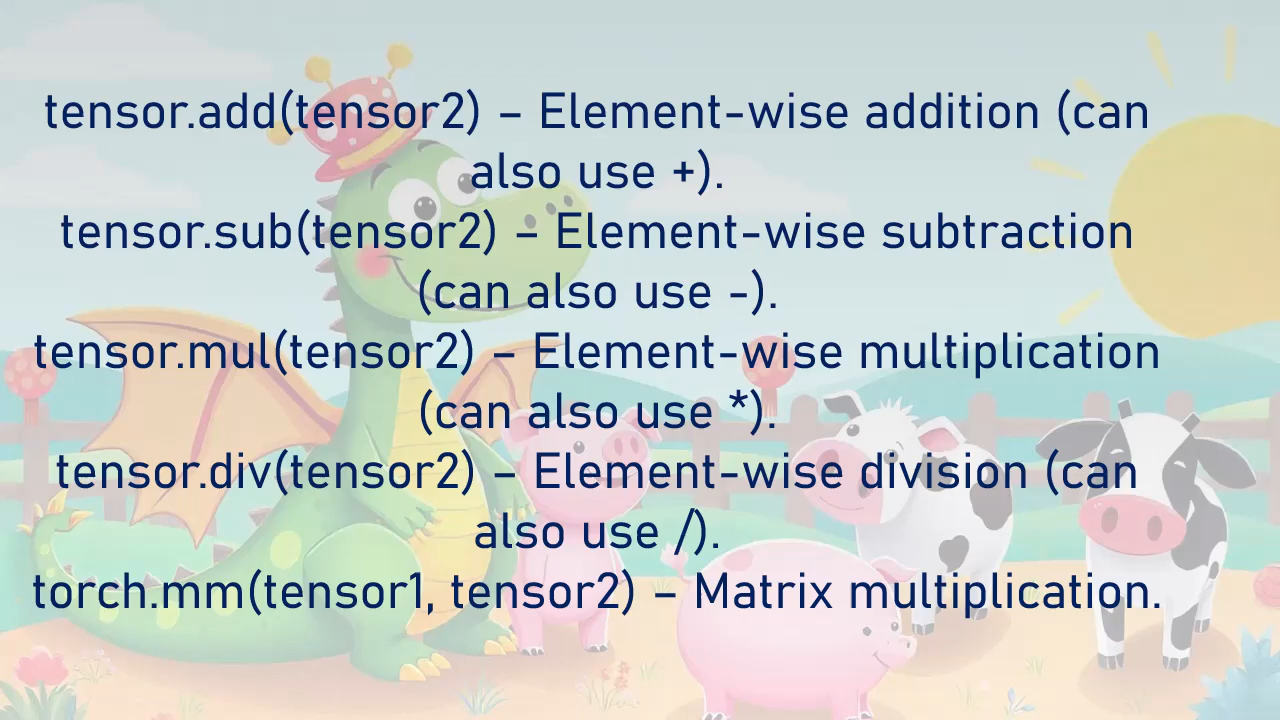 tensor.add(tensor2) – Element-wise addition (can
also use +).
tensor.sub(tensor2) – Element-wise subtraction
(can also use -).
tensor.mul(tensor2) – Element-wise multiplication
(can also use *).
tensor.div(tensor2) – Element-wise division (can
also use /).
torch.mm(tensor1, tensor2) – Matrix multiplication.